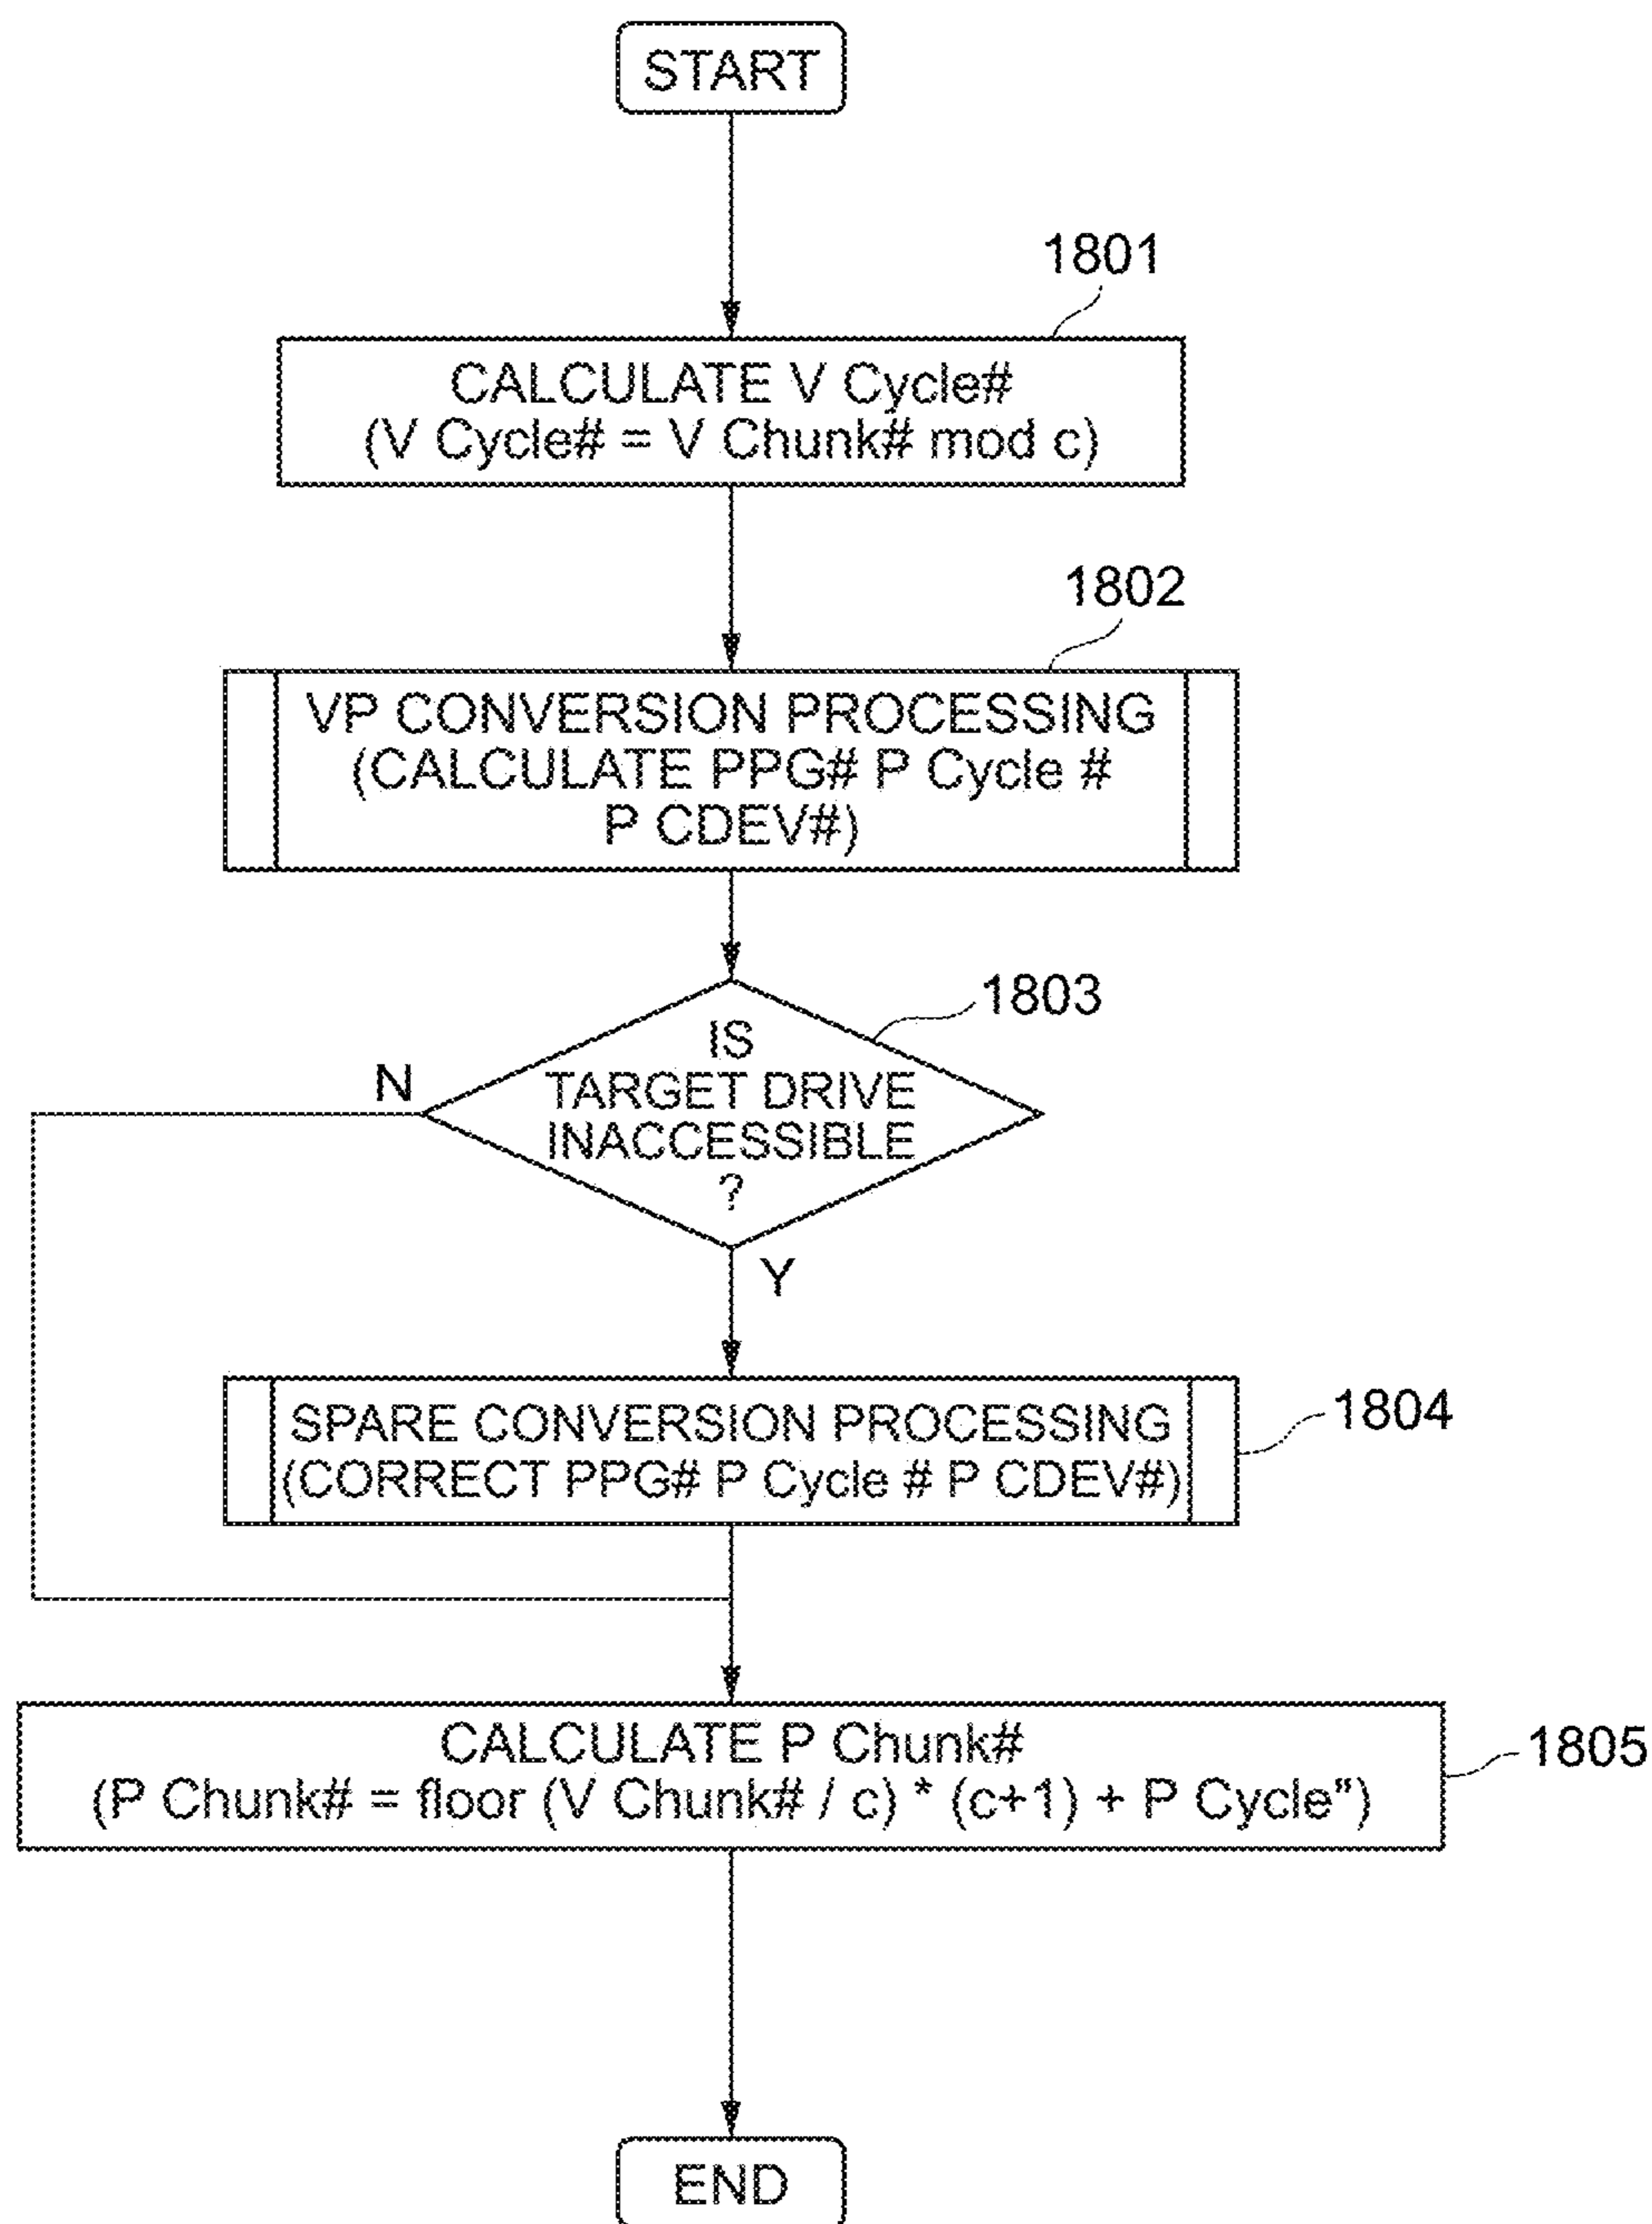 START
1801
CALCULATE V Cycle#
(V Cycle# = V Chunk# mod c)
1802
VP CONVERSION PROCESSING
(CALCULATE PPG# P Cycle #
P CDEV#)
1803
IS
TARGET DRIVE
INACCESSIBLE
?
N
Y
SPARE CONVERSION PROCESSING
(CORRECT PPG# P Cycle # P CDEV#)
1804
CALCULATE P Chunk#
(P Chunk# = floor (V Chunk# / c) * (c+1) + P Cycle")
1805
END